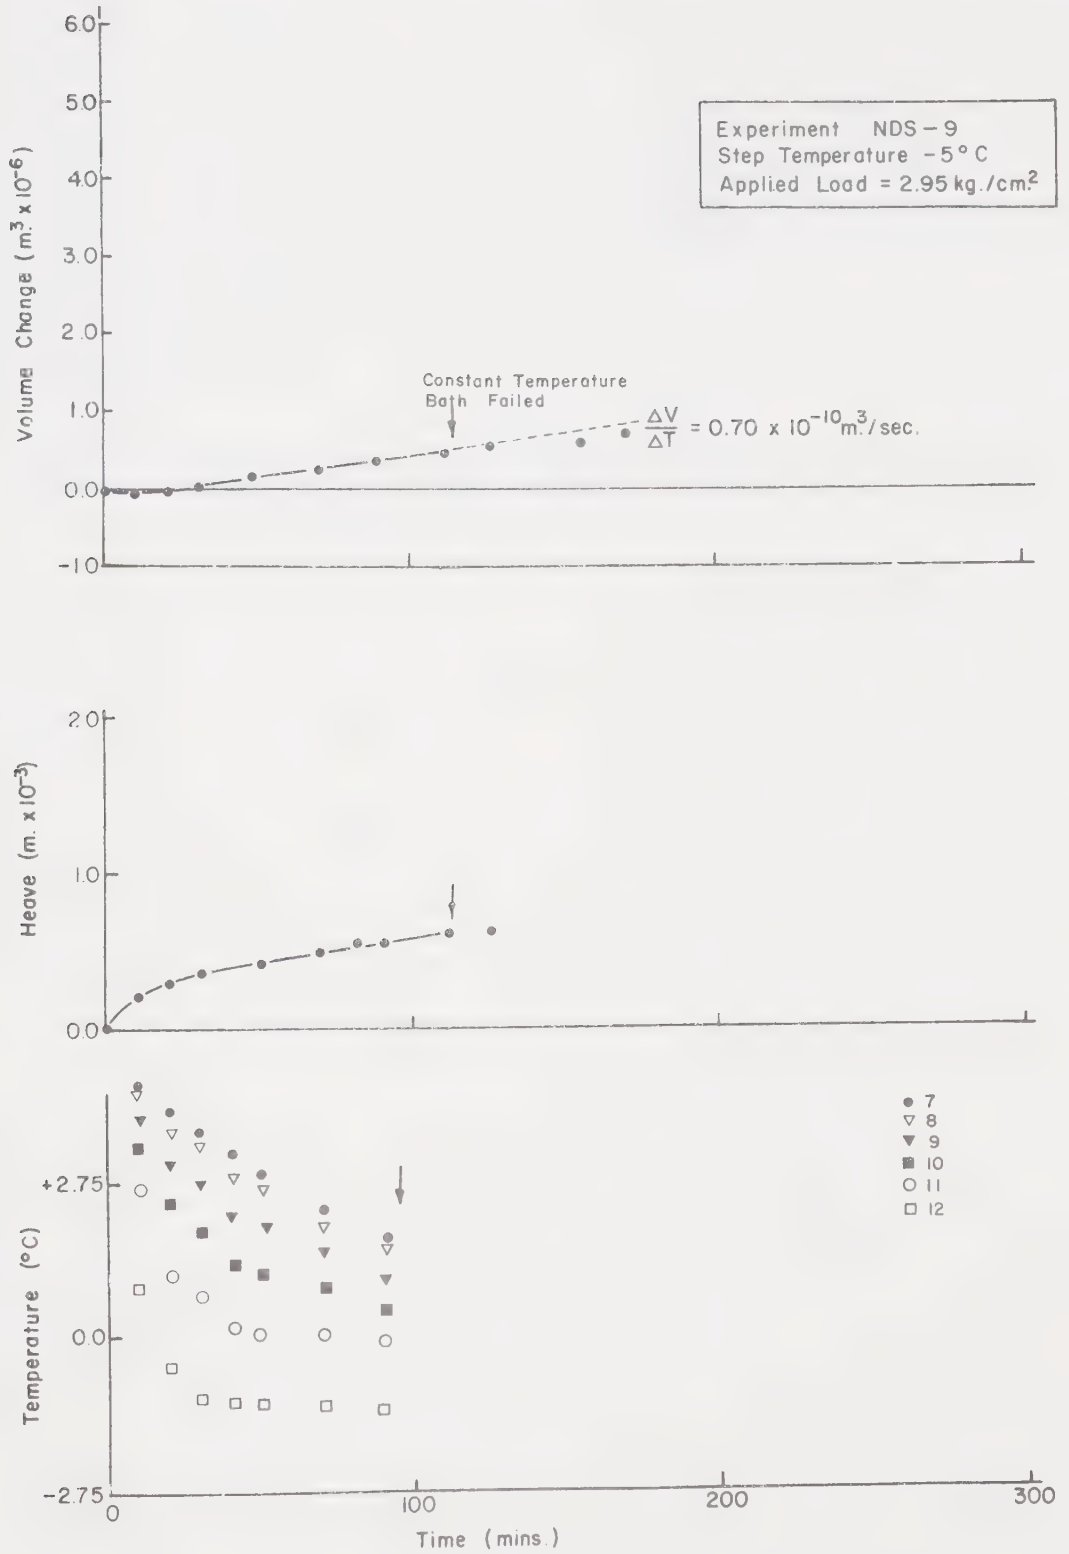 6.0
5.0
4.0
3.0
2.0
1.0
0.0
-1.0
Volume Change (m.³ x 10⁻⁶)
Experiment NDS-9
Step Temperature -5°C
Applied Load = 2.95 kg./cm.²
Constant Temperature
Bath Failed
ΔV
ΔT
= 0.70 x 10⁻¹⁰ m.³/sec.
2.0
1.0
0.0
Heave (m. x 10⁻³)
+2.75
0.0
-2.75
Temperature (°C)
7
8
9
10
11
12
0
100
200
300
Time (mins.)